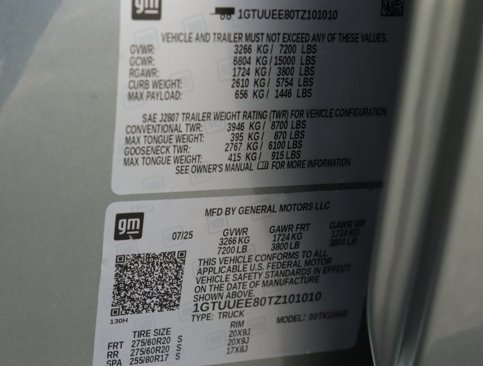 gm
1GTUUEE80TZ101010
VEHICLE AND TRAILER MUST NOT EXCEED ANY OF THESE VALUES.
GVWR: 3266 KG / 7200 LBS
GCWR: 6804 KG / 15000 LBS
RGAWR: 1724 KG / 3800 LBS
CURB WEIGHT: 2610 KG / 5754 LBS
MAX PAYLOAD: 656 KG / 1446 LBS
SAE J2807 TRAILER WEIGHT RATING (TWR) FOR VEHICLE CONFIGURATION.
CONVENTIONAL TWR: 3946 KG / 8700 LBS
MAX TONGUE WEIGHT: 395 KG / 870 LBS
GOOSENECK TWR: 2767 KG / 6100 LBS
MAX TONGUE WEIGHT: 415 KG / 915 LBS
SEE OWNER'S MANUAL FOR MORE INFORMATION
gm
MFD BY GENERAL MOTORS LLC
07/25 GVWR GAWR FRT GAWR RR
3266 KG 1724 KG 1724 KG
7200 LB 3800 LB 3800 LB
THIS VEHICLE CONFORMS TO ALL
APPLICABLE U.S. FEDERAL MOTOR
VEHICLE SAFETY STANDARDS IN EFFECT
ON THE DATE OF MANUFACTURE
SHOWN ABOVE.
1GTUUEE80TZ101010
130H
TYPE: TRUCK MODEL:
TIRE SIZE RIM
FRT 275/60R20 S 20X9J
RR 275/60R20 S 20X9J
SPA 255/80R17 S 17X8J